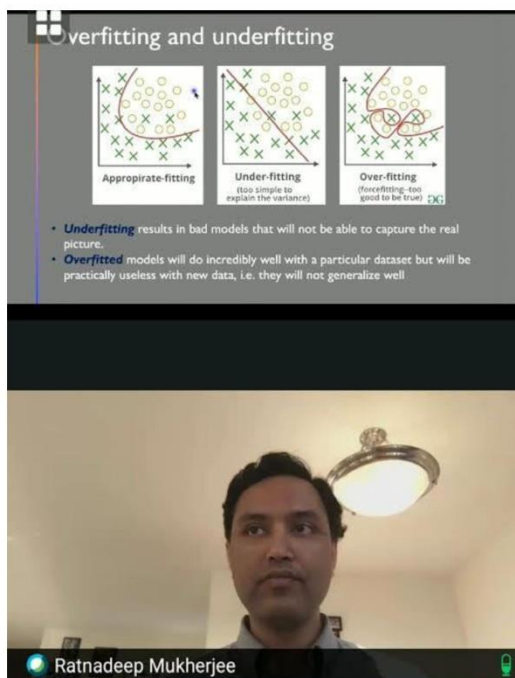 Overfitting and underfitting
Appropirate-fitting
Under-fitting
(too simple to
explain the variance)
Over-fitting
(forcefitting--too
good to be true)
• Underfitting results in bad models that will not be able to capture the real
picture.
• Overfitted models will do incredibly well with a particular dataset but will be
practically useless with new data, i.e. they will not generalize well
Ratnadeep Mukherjee